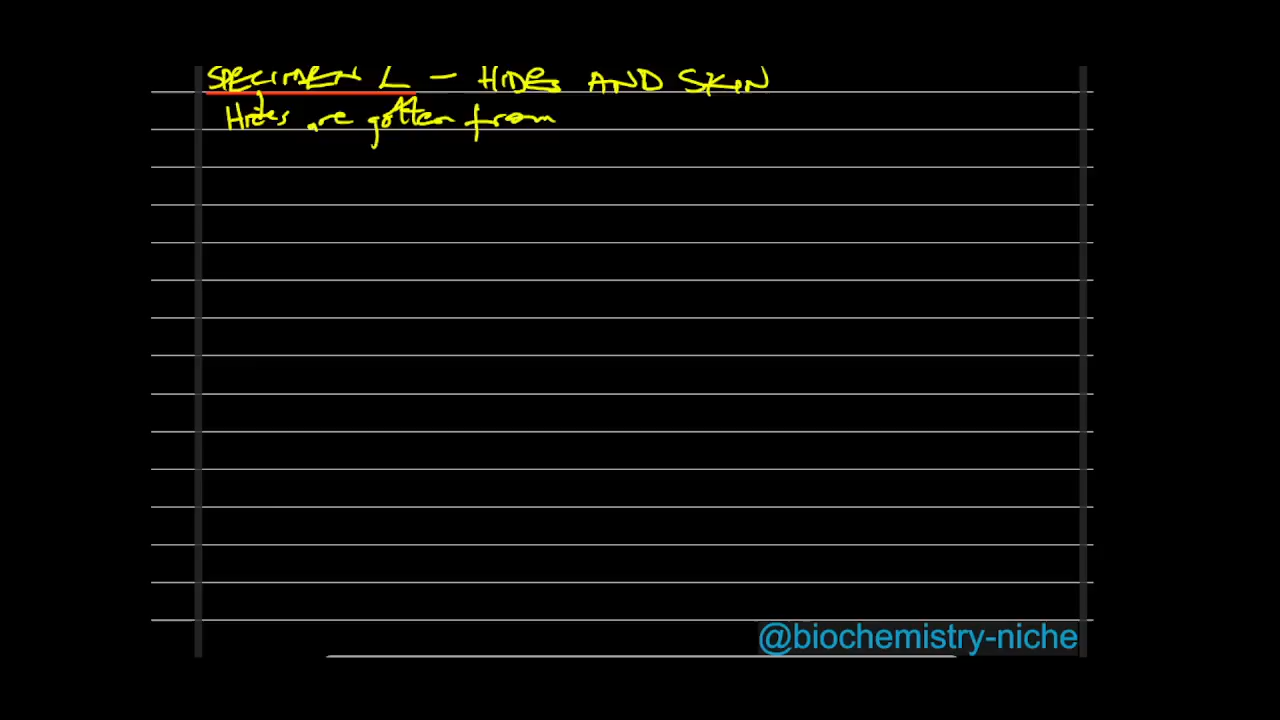 SPECIMEN L - HIDES AND SKIN
Hides are gotten from
@biochemistry-niche